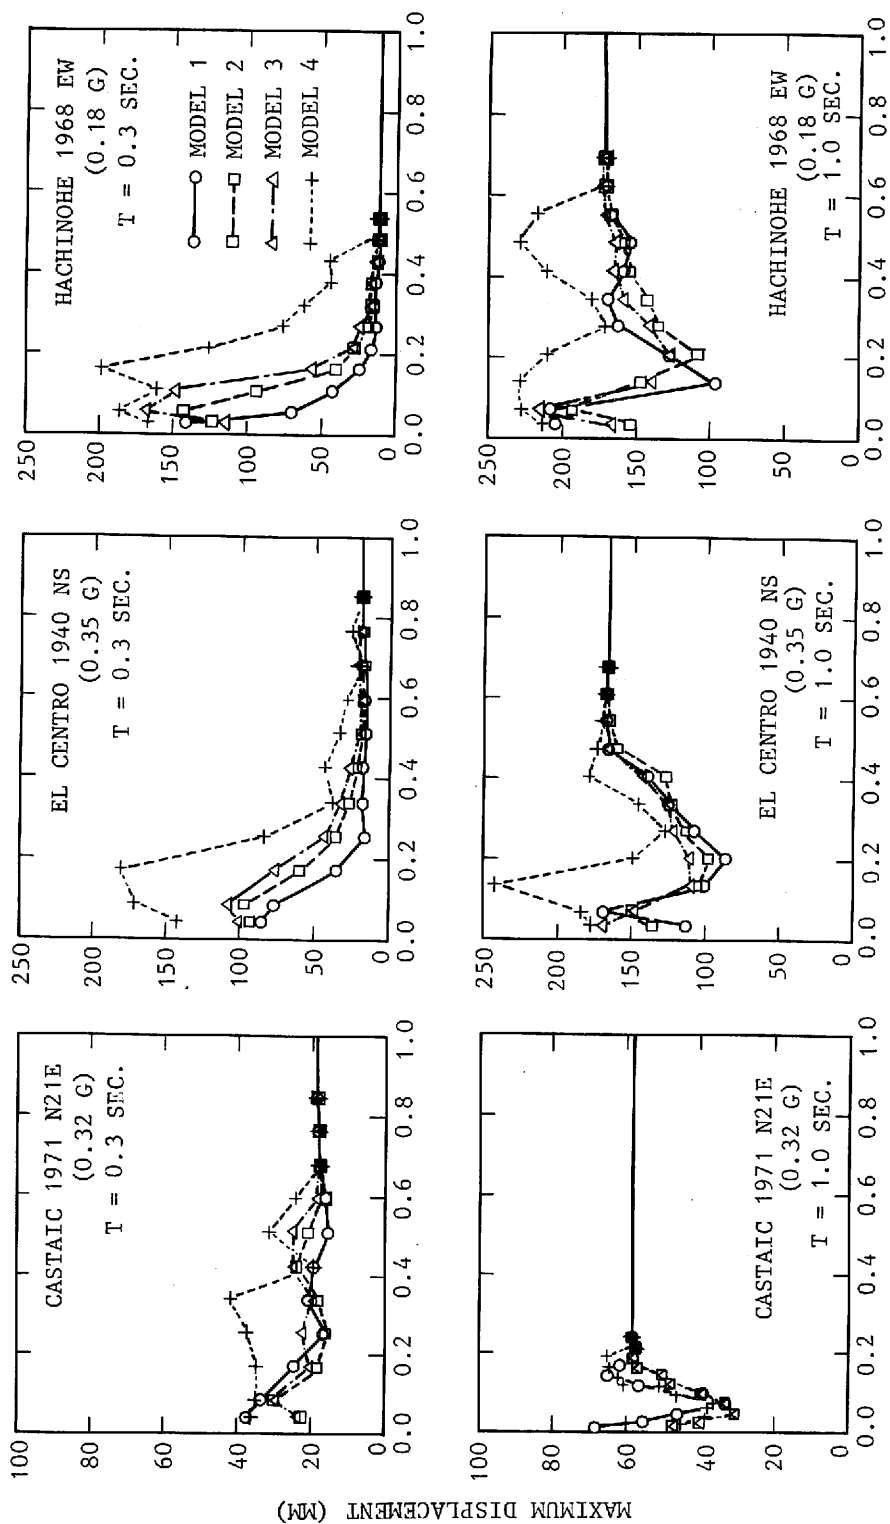 MAXIMUM DISPLACEMENT (MM)
CASTAIC 1971 N21E
(0.32 G)
T = 0.3 SEC.
100
80
60
40
20
0
0.0 0.2 0.4 0.6 0.8 1.0
EL CENTRO 1940 NS
(0.35 G)
T = 0.3 SEC.
250
200
150
100
50
0
0.0 0.2 0.4 0.6 0.8 1.0
HACHINOHE 1968 EW
(0.18 G)
T = 0.3 SEC.
MODEL 1
MODEL 2
MODEL 3
MODEL 4
250
200
150
100
50
0
0.0 0.2 0.4 0.6 0.8 1.0
100
80
60
40
20
0
CASTAIC 1971 N21E
(0.32 G)
T = 1.0 SEC.
0.0 0.2 0.4 0.6 0.8 1.0
250
200
150
100
50
0
EL CENTRO 1940 NS
(0.35 G)
T = 1.0 SEC.
0.0 0.2 0.4 0.6 0.8 1.0
250
200
150
100
50
0
HACHINOHE 1968 EW
(0.18 G)
T = 1.0 SEC.
0.0 0.2 0.4 0.6 0.8 1.0